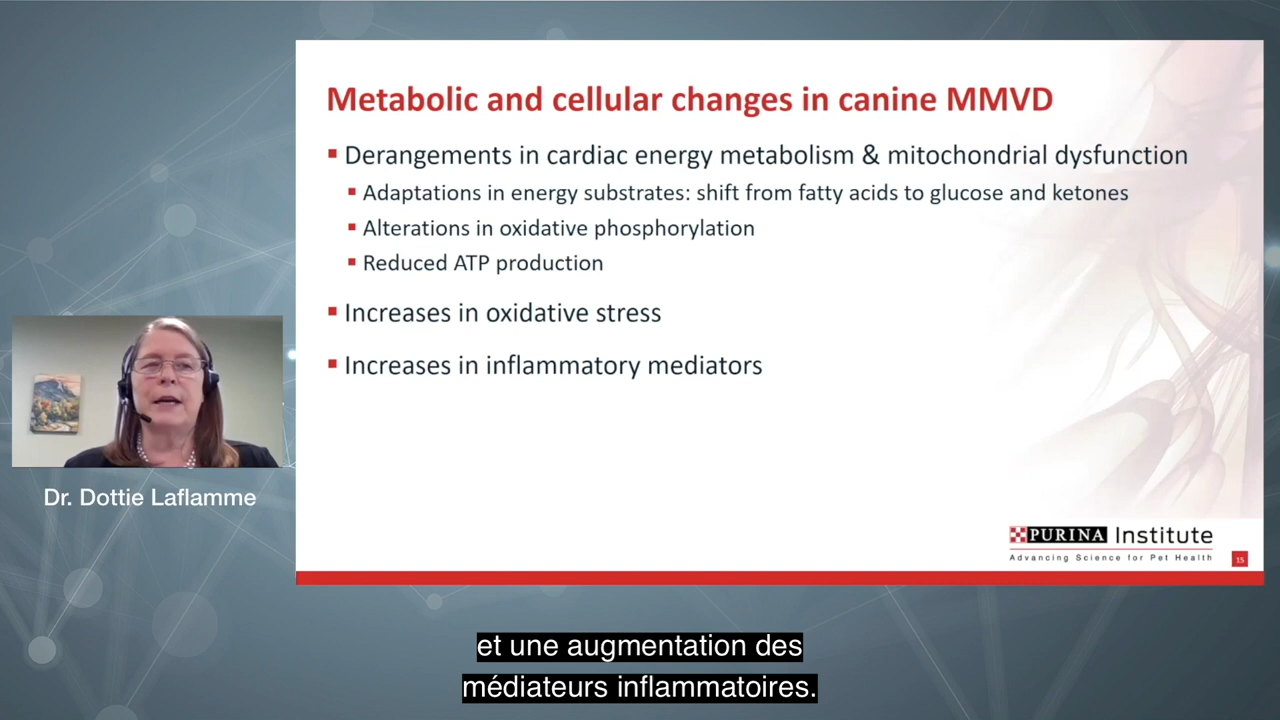 Metabolic and cellular changes in canine MMVD
▪ Derangements in cardiac energy metabolism & mitochondrial dysfunction
▪ Adaptations in energy substrates: shift from fatty acids to glucose and ketones
▪ Alterations in oxidative phosphorylation
▪ Reduced ATP production
▪ Increases in oxidative stress
▪ Increases in inflammatory mediators
Dr. Dottie Laflamme
PURINA Institute
Advancing Science for Pet Health
15
et une augmentation des
médiateurs inflammatoires.